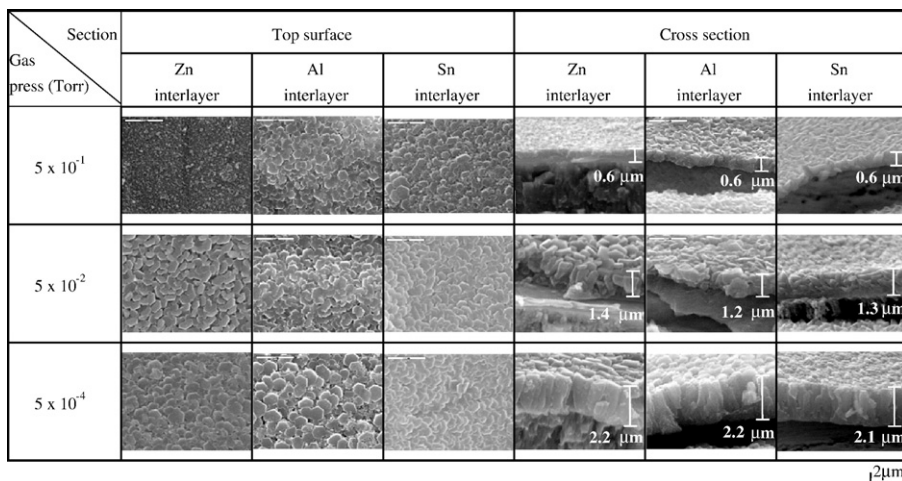 Section
Gas
press (Torr)
Top surface
Cross section
Zn
interlayer
Al
interlayer
Sn
interlayer
Zn
interlayer
Al
interlayer
Sn
interlayer
5 x 10⁻¹
0.6 μm
0.6 μm
0.6 μm
5 x 10⁻²
1.4 μm
1.2 μm
1.3 μm
5 x 10⁻⁴
2.2 μm
2.2 μm
2.1 μm
2μm